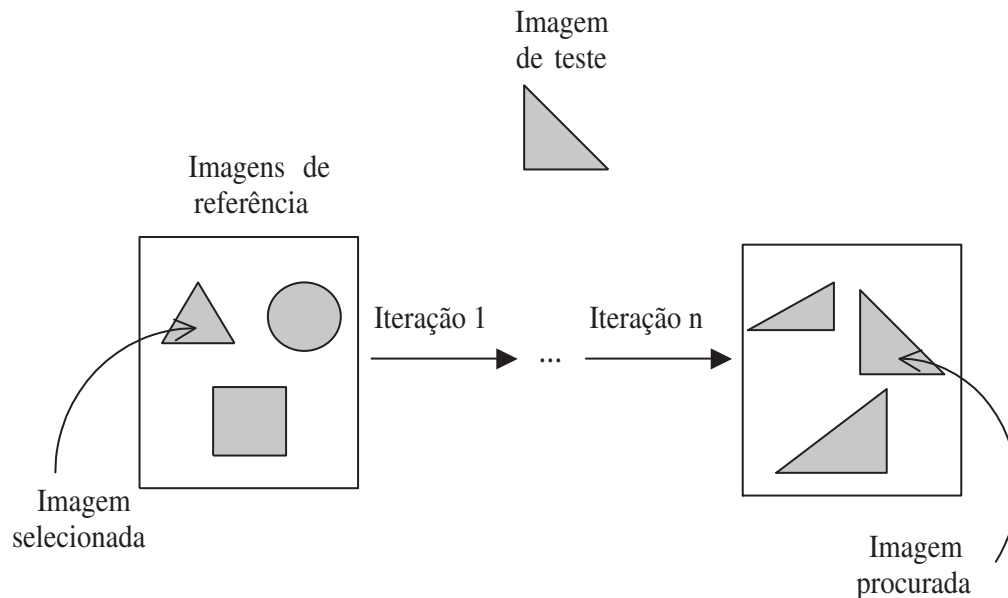 Imagem
de teste
Imagens de
referência
Iteração 1
...
Iteração n
Imagem
selecionada
Imagem
procurada